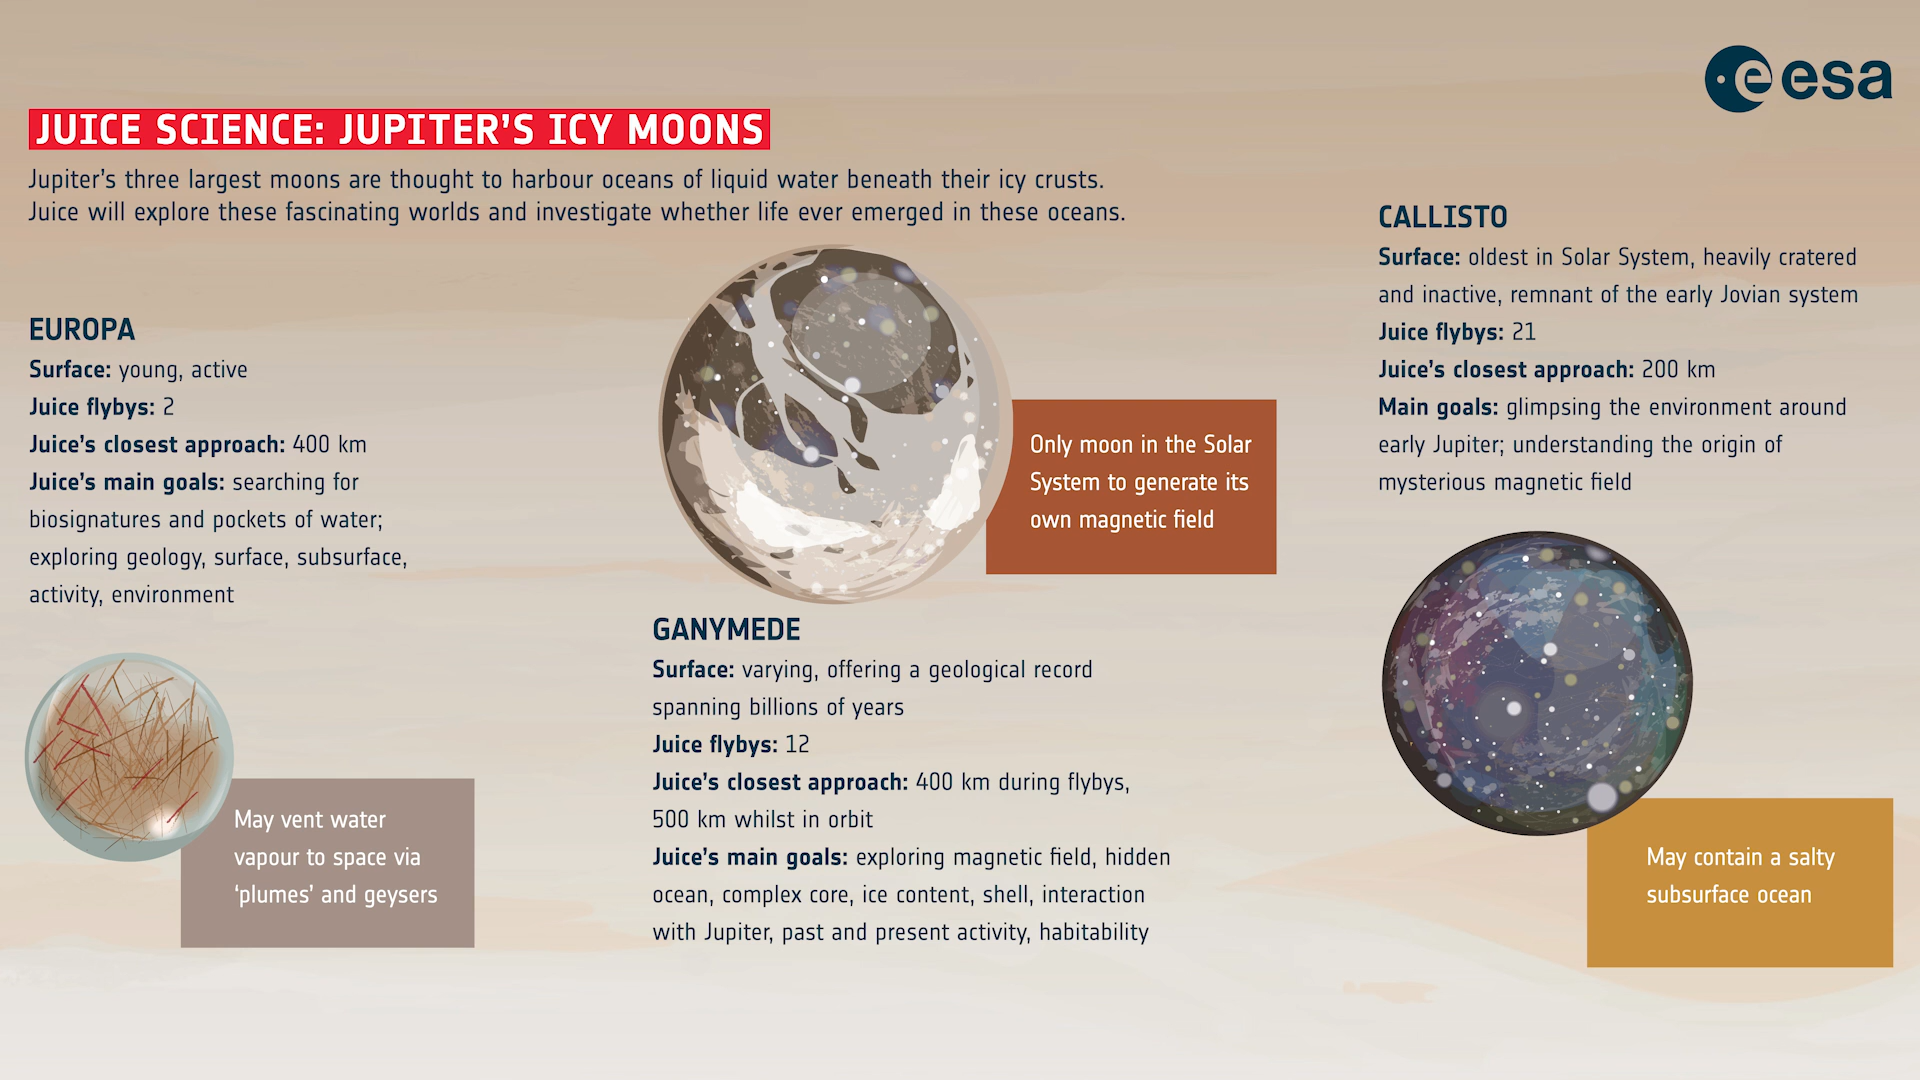 esa
JUICE SCIENCE: JUPITER'S ICY MOONS
Jupiter's three largest moons are thought to harbour oceans of liquid water beneath their icy crusts.
Juice will explore these fascinating worlds and investigate whether life ever emerged in these oceans.
EUROPA
Surface: young, active
Juice flybys: 2
Juice's closest approach: 400 km
Juice's main goals: searching for
biosignatures and pockets of water;
exploring geology, surface, subsurface,
activity, environment
May vent water
vapour to space via
‘plumes’ and geysers
Only moon in the Solar
System to generate its
own magnetic field
GANYMEDE
Surface: varying, offering a geological record
spanning billions of years
Juice flybys: 12
Juice's closest approach: 400 km during flybys,
500 km whilst in orbit
Juice's main goals: exploring magnetic field, hidden
ocean, complex core, ice content, shell, interaction
with Jupiter, past and present activity, habitability
CALLISTO
Surface: oldest in Solar System, heavily cratered
and inactive, remnant of the early Jovian system
Juice flybys: 21
Juice's closest approach: 200 km
Main goals: glimpsing the environment around
early Jupiter; understanding the origin of
mysterious magnetic field
May contain a salty
subsurface ocean